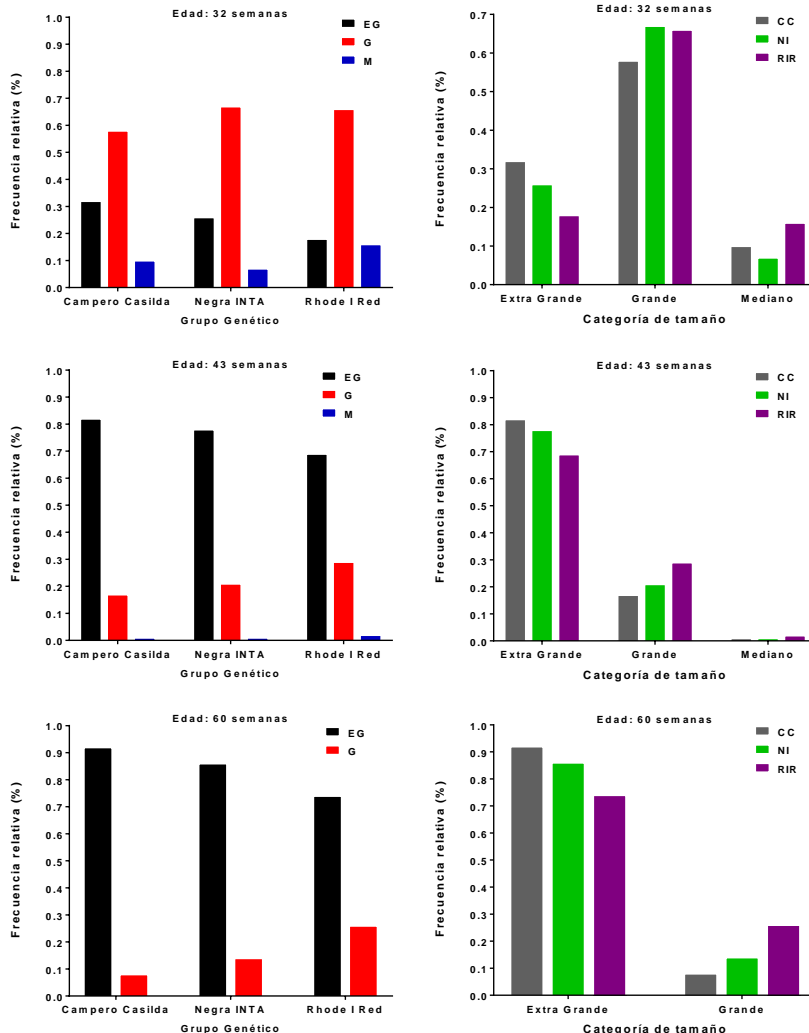 Edad: 32 semanas
EG
G
M
Frecuencia relativa (%)
1.0
0.9
0.8
0.7
0.6
0.5
0.4
0.3
0.2
0.1
0.0
Campero Casilda
Negra INTA
Rhode I Red
Grupo Genético
Edad: 32 semanas
CC
NI
RIR
Frecuencia relativa (%)
0.7
0.6
0.5
0.4
0.3
0.2
0.1
0.0
Extra Grande
Grande
Mediano
Categoría de tamaño
Edad: 43 semanas
EG
G
M
Frecuencia relativa (%)
1.0
0.9
0.8
0.7
0.6
0.5
0.4
0.3
0.2
0.1
0.0
Campero Casilda
Negra INTA
Rhode I Red
Grupo Genético
Edad: 43 semanas
CC
NI
RIR
Frecuencia relativa (%)
1.0
0.9
0.8
0.7
0.6
0.5
0.4
0.3
0.2
0.1
0.0
Extra Grande
Grande
Mediano
Categoría de tamaño
Edad: 60 semanas
EG
G
Frecuencia relativa (%)
1.0
0.9
0.8
0.7
0.6
0.5
0.4
0.3
0.2
0.1
0.0
Campero Casilda
Negra INTA
Rhode I Red
Grupo Genético
Edad: 60 semanas
CC
NI
RIR
Frecuencia relativa (%)
1.0
0.9
0.8
0.7
0.6
0.5
0.4
0.3
0.2
0.1
0.0
Extra Grande
Grande
Categoría de tamaño